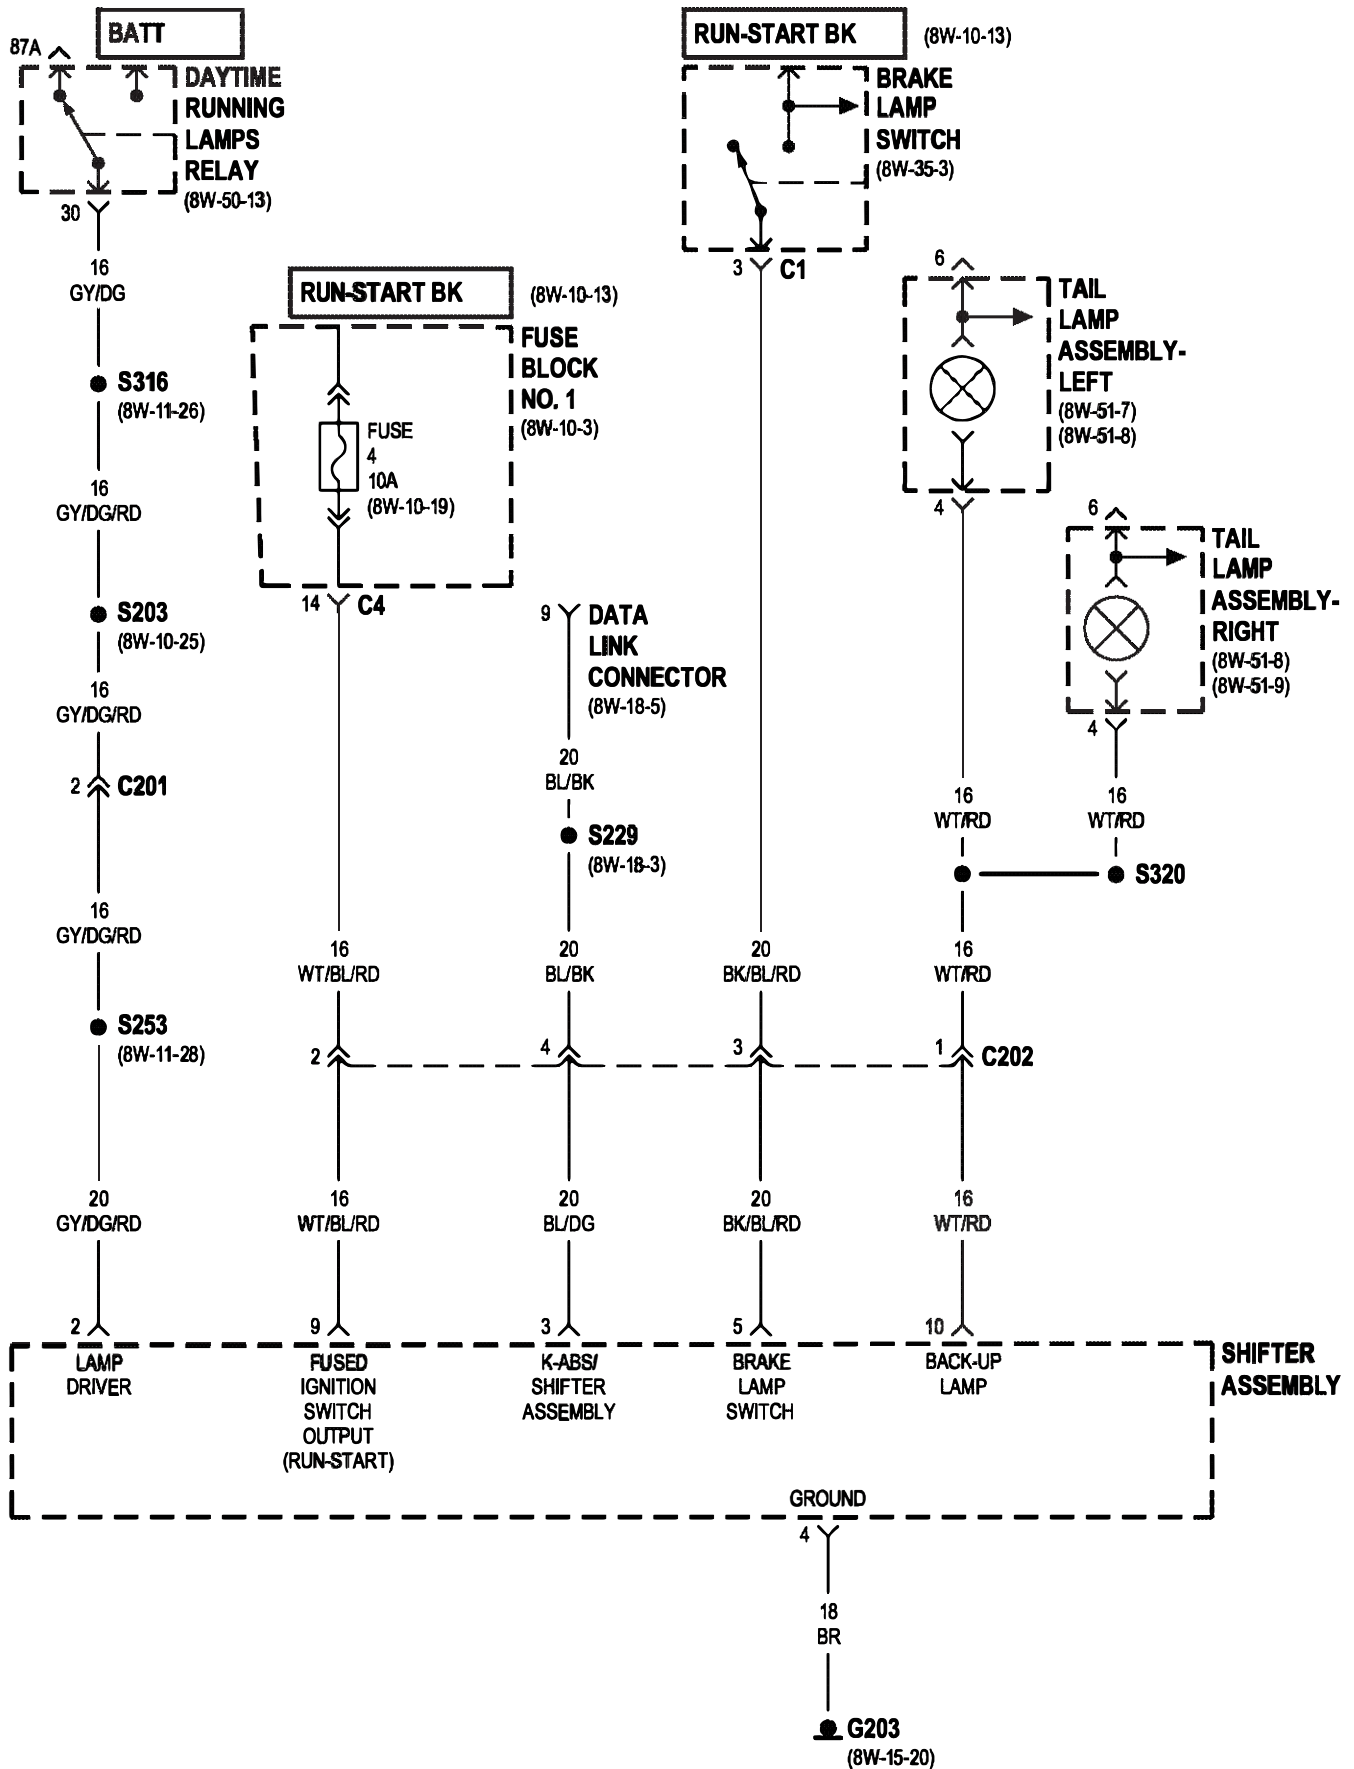 BATT
87A
DAYTIME
RUNNING
LAMPS
RELAY
(8W-50-13)
30
16
GY/DG
S316
(8W-11-26)
16
GY/DG/RD
S203
(8W-10-25)
16
GY/DG/RD
2
C201
16
GY/DG/RD
S253
(8W-11-28)
20
GY/DG/RD
2
LAMP
DRIVER
RUN-START BK
(8W-10-13)
FUSE
BLOCK
NO. 1
(8W-10-3)
FUSE
4
10A
(8W-10-19)
14
C4
16
WT/BL/RD
2
16
WT/BL/RD
9
FUSED
IGNITION
SWITCH
OUTPUT
(RUN-START)
9
DATA
LINK
CONNECTOR
(8W-18-5)
20
BL/BK
S229
(8W-18-3)
20
BL/BK
4
20
BL/DG
3
K-ABS/
SHIFTER
ASSEMBLY
RUN-START BK
(8W-10-13)
BRAKE
LAMP
SWITCH
(8W-35-3)
3
C1
20
BK/BL/RD
3
20
BK/BL/RD
5
BRAKE
LAMP
SWITCH
6
TAIL
LAMP
ASSEMBLY-
LEFT
(8W-51-7)
(8W-51-8)
4
16
WT/RD
6
TAIL
LAMP
ASSEMBLY-
RIGHT
(8W-51-8)
(8W-51-9)
4
16
WT/RD
S320
16
WT/RD
1
C202
16
WT/RD
10
BACK-UP
LAMP
SHIFTER
ASSEMBLY
GROUND
4
18
BR
G203
(8W-15-20)